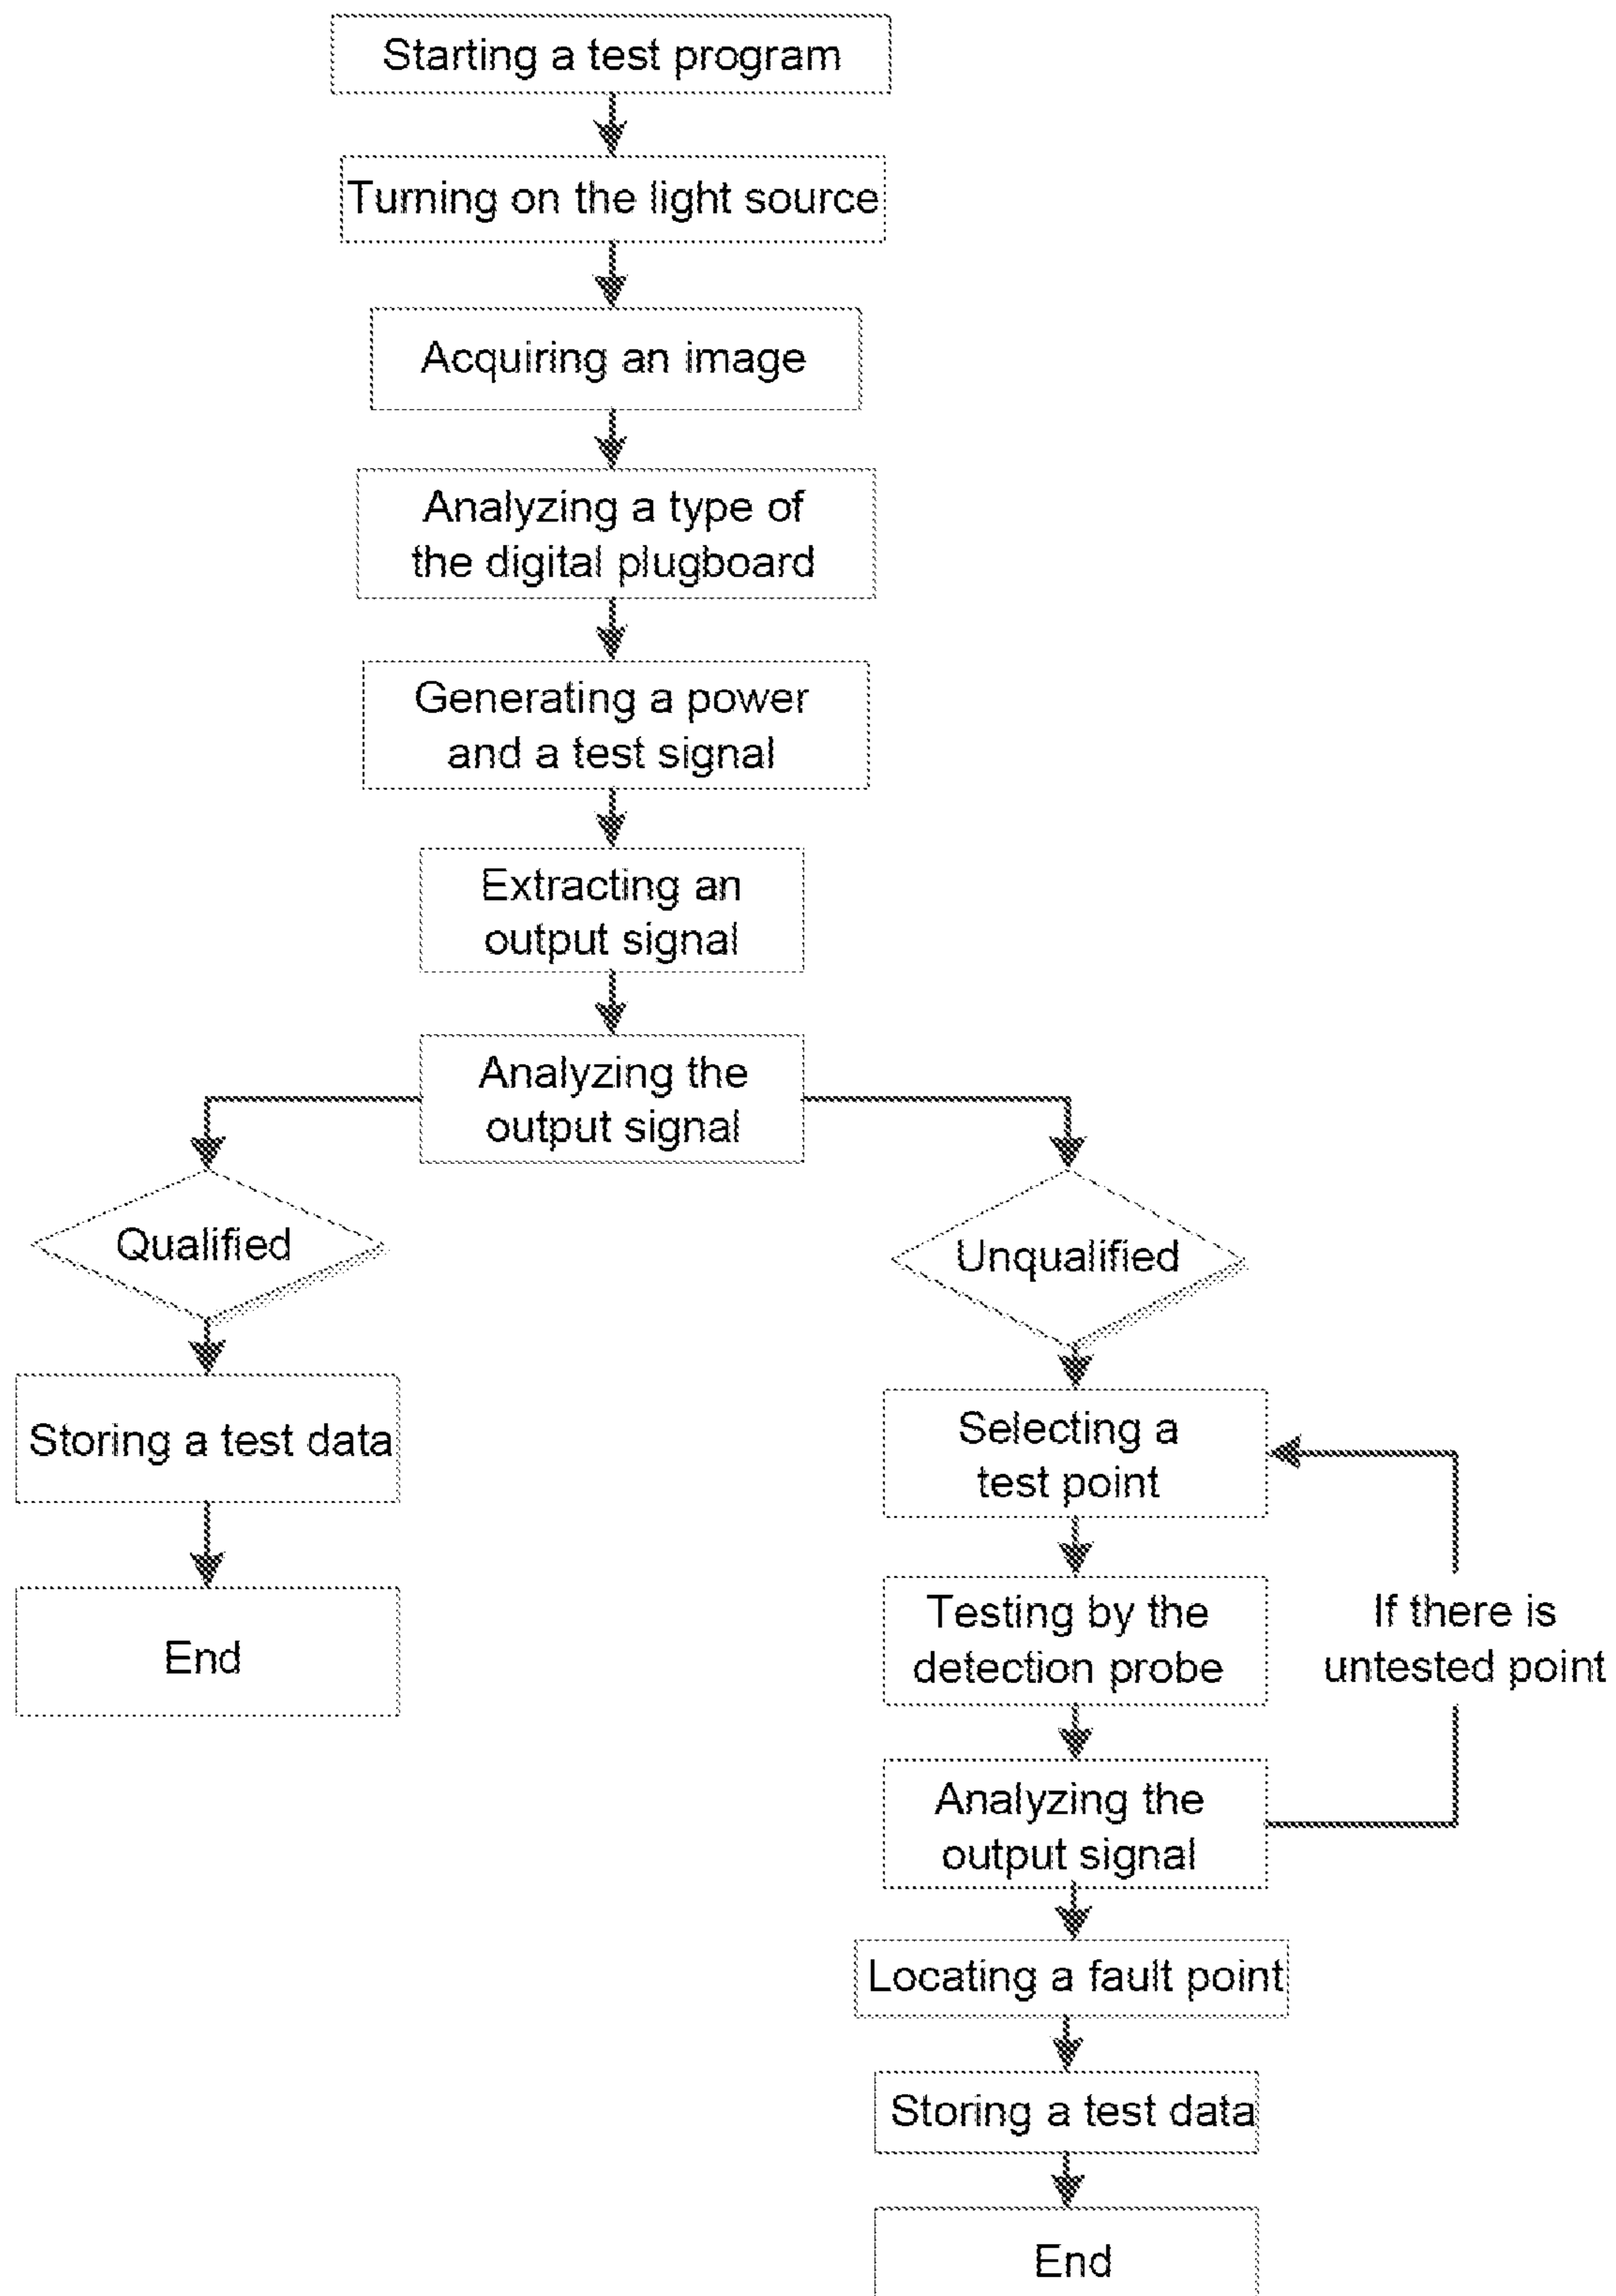 Starting a test program
Turning on the light source
Acquiring an image
Analyzing a type of
the digital plugboard
Generating a power
and a test signal
Extracting an
output signal
Analyzing the
output signal
Qualified
Storing a test data
End
Unqualified
Selecting a
test point
Testing by the
detection probe
If there is
untested point
Analyzing the
output signal
Locating a fault point
Storing a test data
End